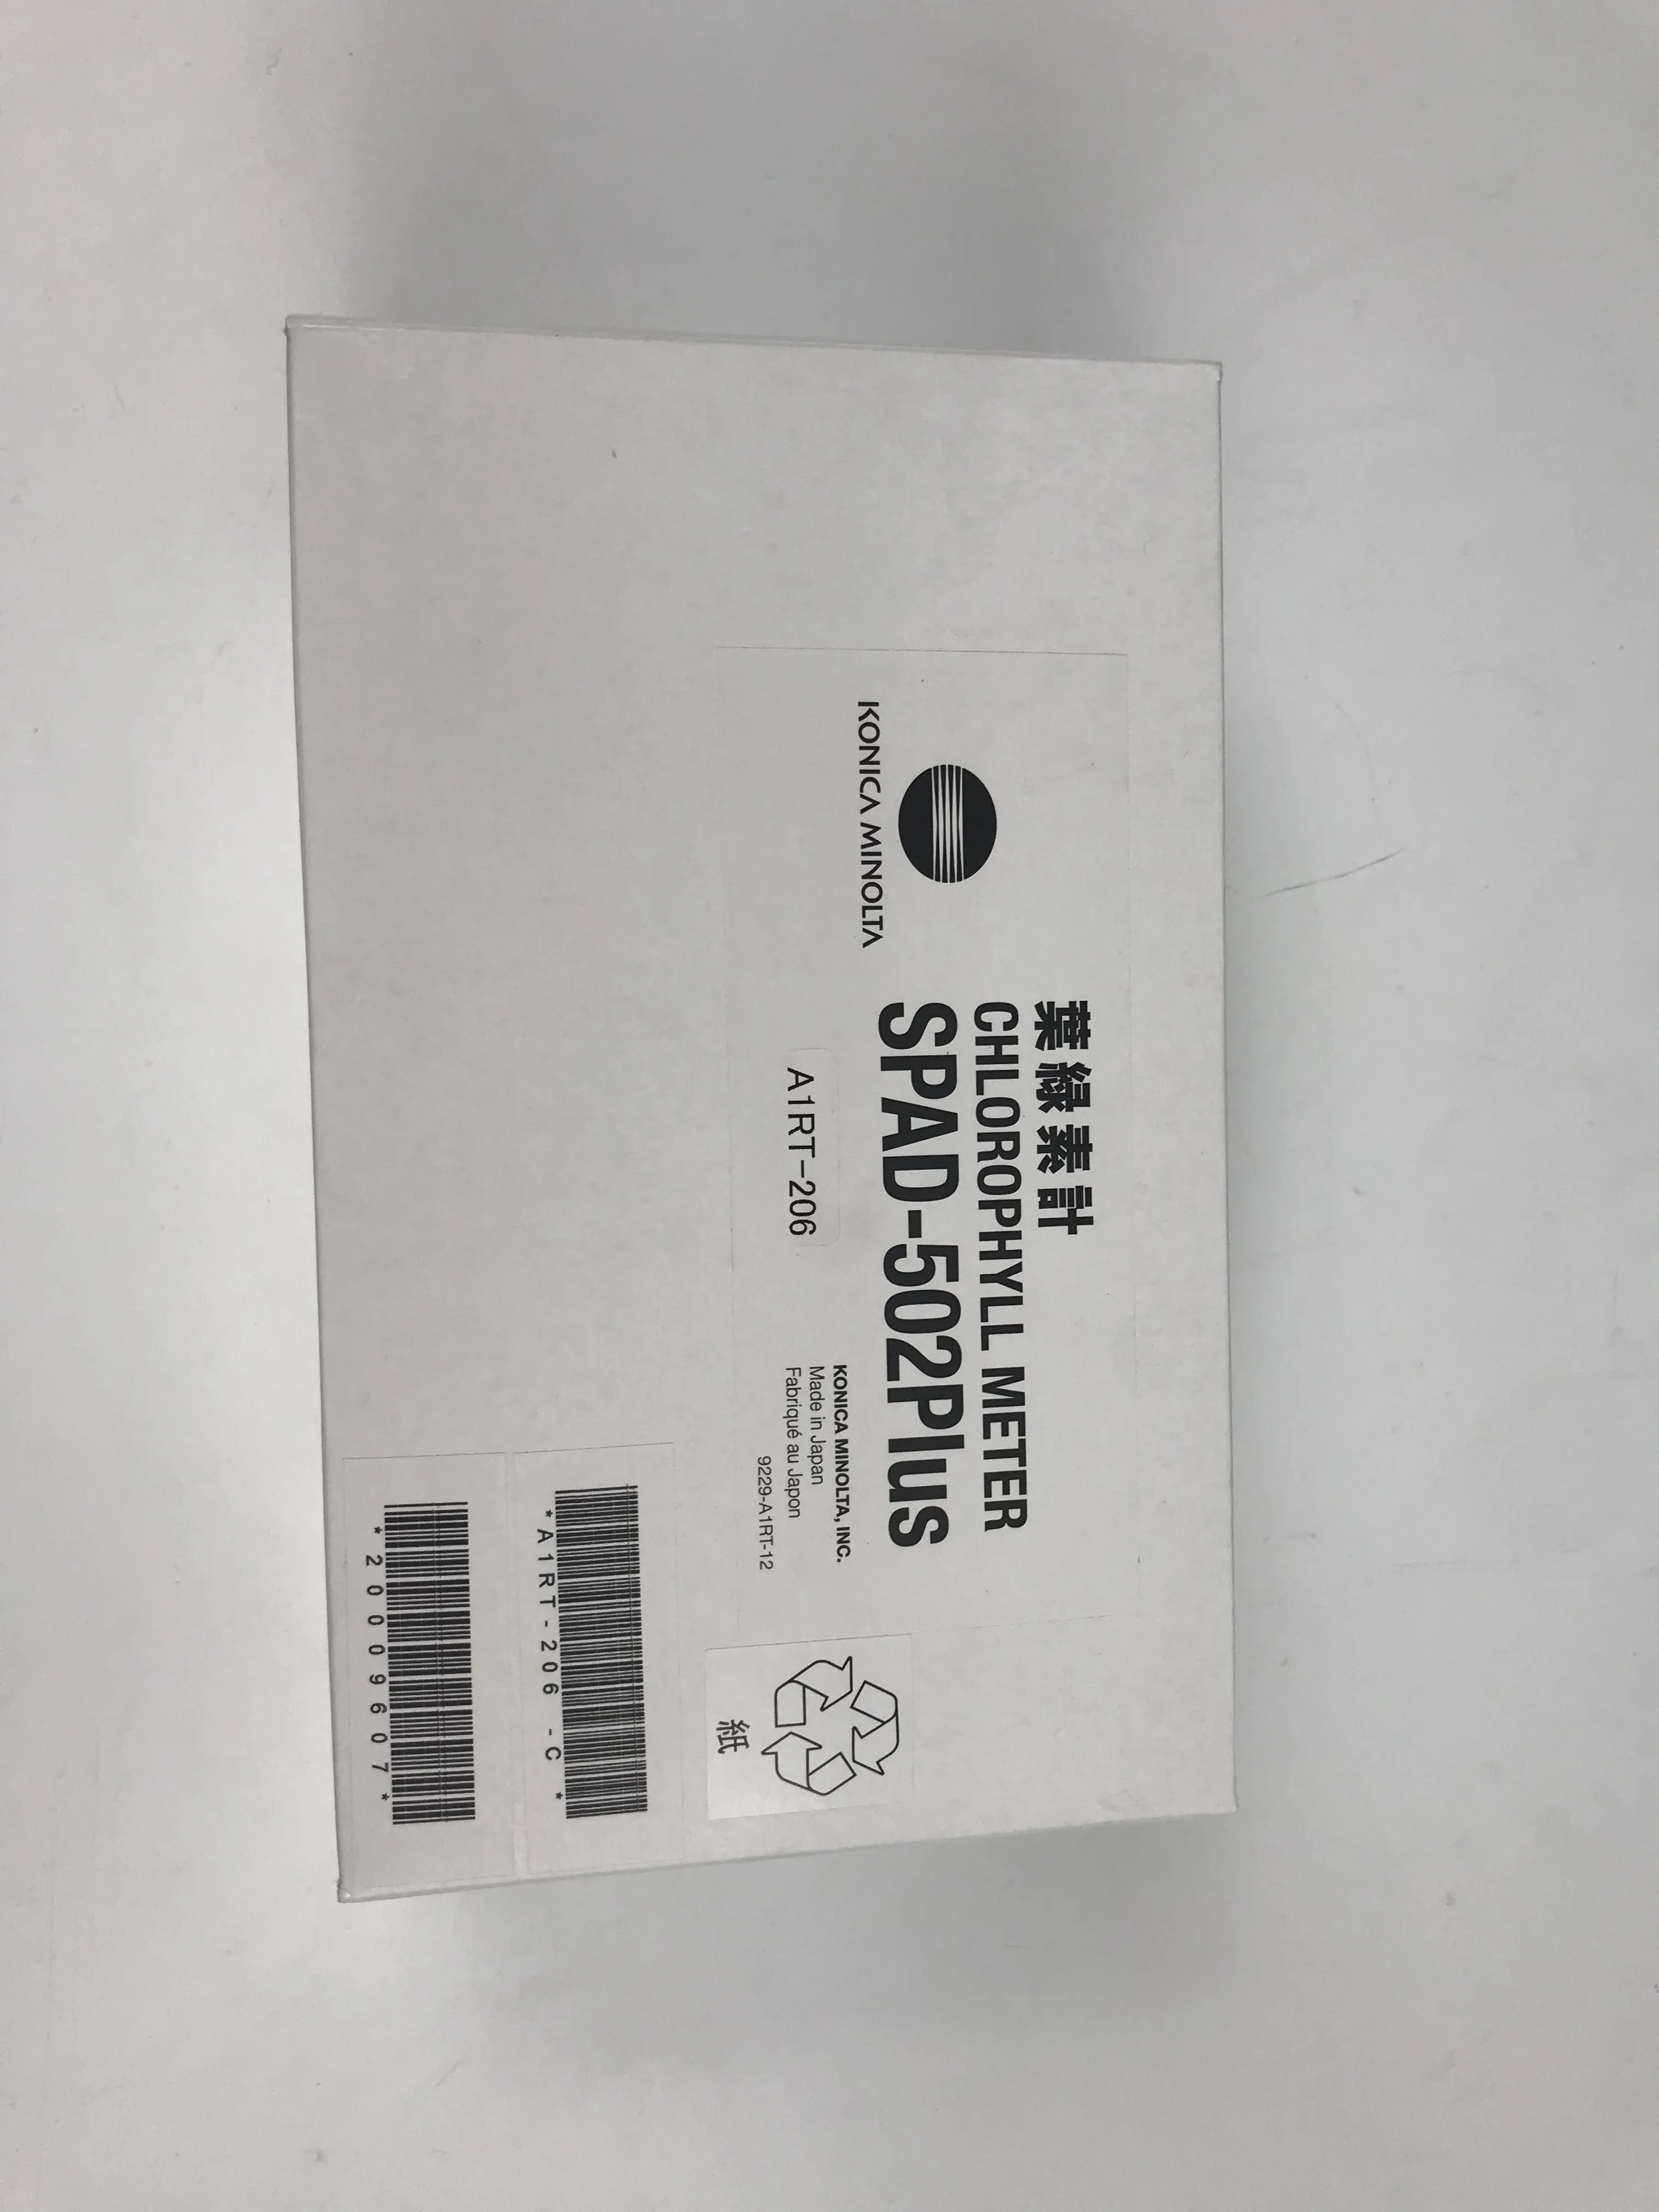 葉緑素計
CHLOROPHYLL METER
SPAD-502Plus
KONICA MINOLTA
A1RT-206
KONICA MINOLTA, INC.
Made in Japan
Fabriqué au Japon
9229-A1RT-12
紙
*A1RT-206 -C*
*20009607*